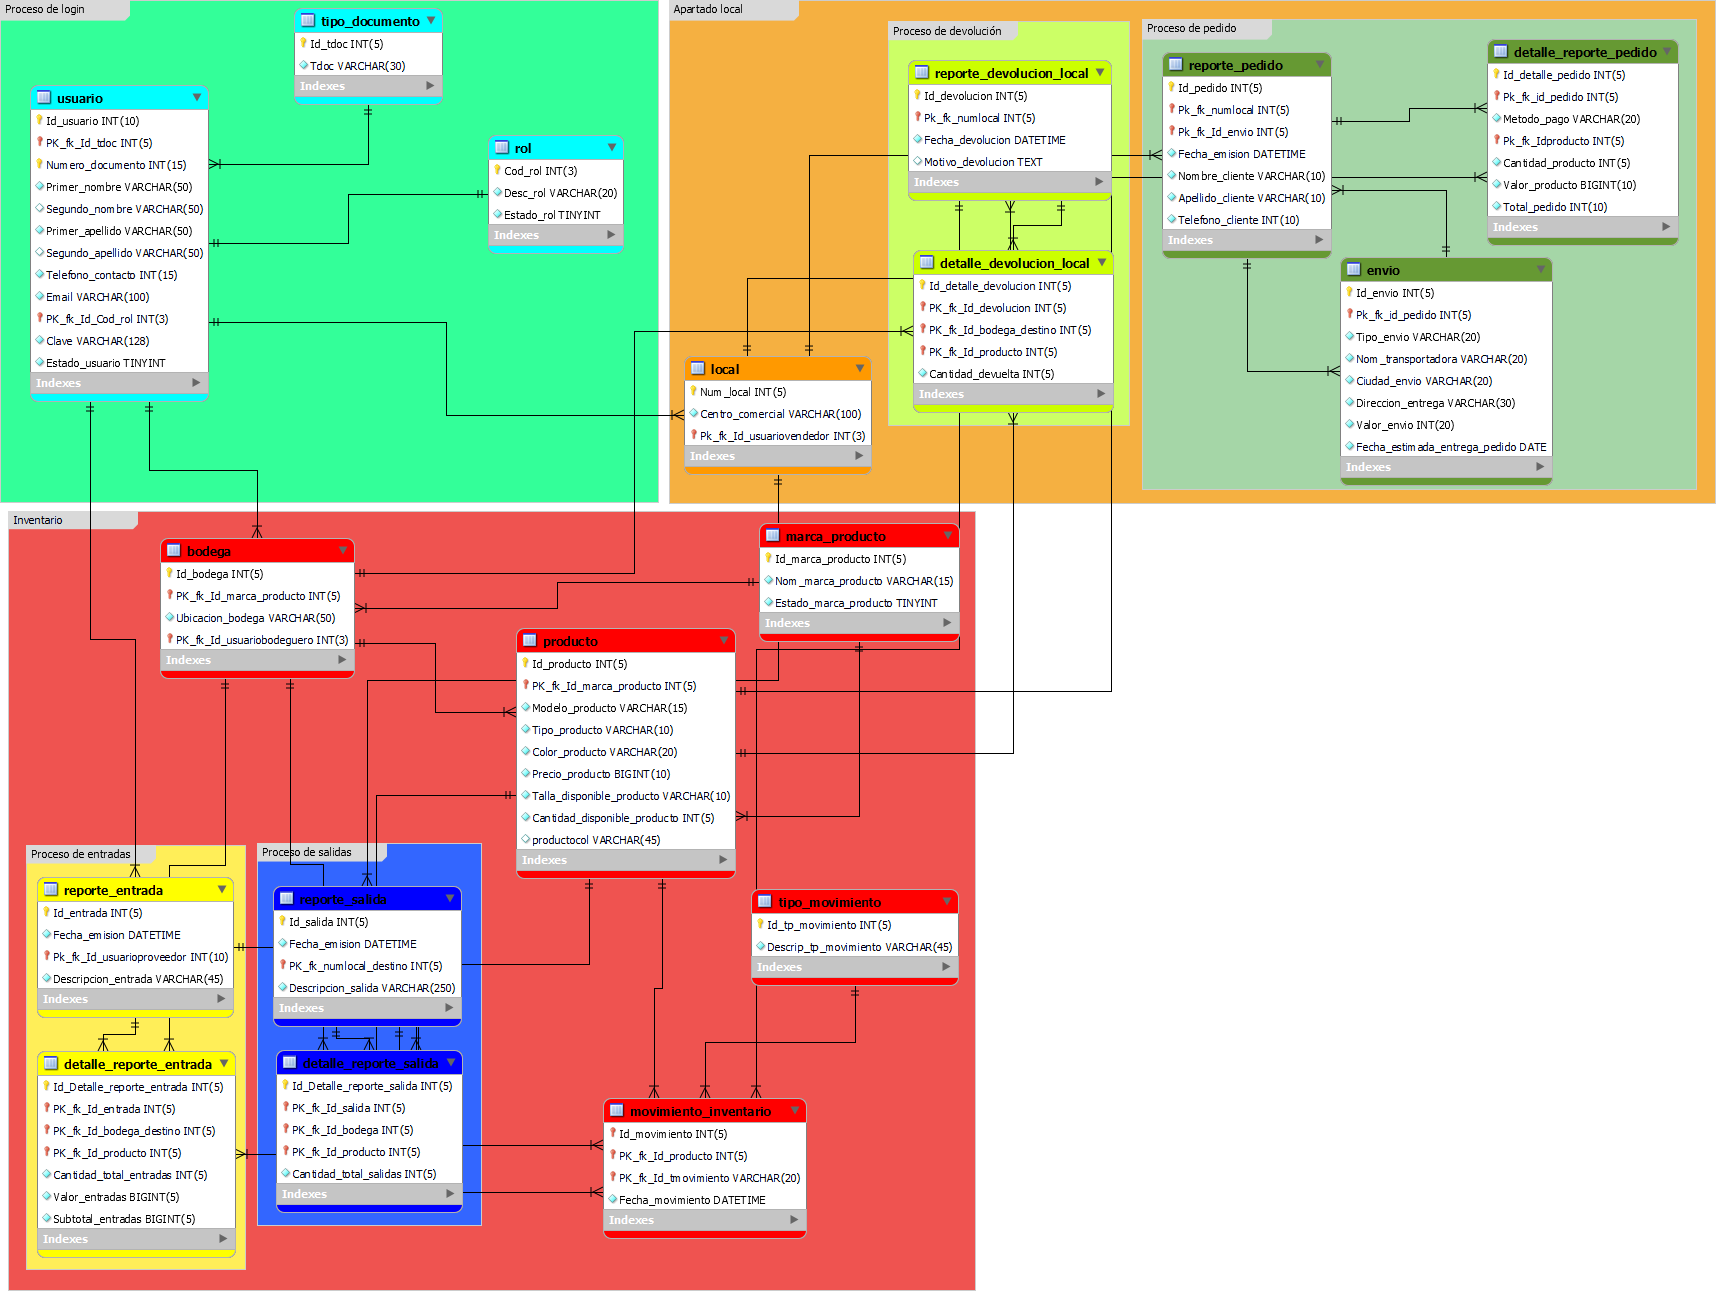 Proceso de login
tipo_documento
Id_tdoc INT(5)
Tdoc VARCHAR(30)
Indexes
usuario
Id_usuario INT(10)
PK_fk_Id_tdoc INT(5)
Numero_documento INT(15)
Primer_nombre VARCHAR(50)
Segundo_nombre VARCHAR(50)
Primer_apellido VARCHAR(50)
Segundo_apellido VARCHAR(50)
Telefono_contacto INT(15)
Email VARCHAR(100)
PK_fk_Id_Cod_rol INT(3)
Clave VARCHAR(128)
Estado_usuario TINYINT
Indexes
rol
Cod_rol INT(3)
Desc_rol VARCHAR(20)
Estado_rol TINYINT
Indexes
Apartado local
Proceso de devolución
reporte_devolucion_local
Id_devolucion INT(5)
Pk_fk_numlocal INT(5)
Fecha_devolucion DATETIME
Motivo_devolucion TEXT
Indexes
detalle_devolucion_local
Id_detalle_devolucion INT(5)
PK_fk_Id_devolucion INT(5)
PK_fk_Id_bodega_destino INT(5)
PK_fk_Id_producto INT(5)
Cantidad_devuelta INT(5)
Indexes
local
Num_local INT(5)
Centro_comercial VARCHAR(100)
Pk_fk_Id_usuariovendedor INT(3)
Indexes
Proceso de pedido
reporte_pedido
Id_pedido INT(5)
Pk_fk_numlocal INT(5)
Pk_fk_Id_envio INT(5)
Fecha_emision DATETIME
Nombre_cliente VARCHAR(10)
Apellido_cliente VARCHAR(10)
Telefono_cliente INT(10)
Indexes
detalle_reporte_pedido
Id_detalle_pedido INT(5)
Pk_fk_id_pedido INT(5)
Metodo_pago VARCHAR(20)
Pk_fk_Idproducto INT(5)
Cantidad_producto INT(5)
Valor_producto BIGINT(10)
Total_pedido INT(10)
Indexes
envio
Id_envio INT(5)
Pk_fk_id_pedido INT(5)
Tipo_envio VARCHAR(20)
Nom_transportadora VARCHAR(20)
Ciudad_envio VARCHAR(20)
Direccion_entrega VARCHAR(30)
Valor_envio INT(20)
Fecha_estimada_entrega_pedido DATE
Indexes
Inventario
bodega
Id_bodega INT(5)
PK_fk_Id_marca_producto INT(5)
Ubicacion_bodega VARCHAR(50)
PK_fk_Id_usuariobodeguero INT(3)
Indexes
marca_producto
Id_marca_producto INT(5)
Nom_marca_producto VARCHAR(15)
Estado_marca_producto TINYINT
Indexes
producto
Id_producto INT(5)
PK_fk_Id_marca_producto INT(5)
Modelo_producto VARCHAR(15)
Tipo_producto VARCHAR(10)
Color_producto VARCHAR(20)
Precio_producto BIGINT(10)
Talla_disponible_producto VARCHAR(10)
Cantidad_disponible_producto INT(5)
productocol VARCHAR(45)
Indexes
Proceso de entradas
reporte_entrada
Id_entrada INT(5)
Fecha_emision DATETIME
Pk_fk_Id_usuarioproveedor INT(10)
Descripcion_entrada VARCHAR(45)
Indexes
detalle_reporte_entrada
Id_Detalle_reporte_entrada INT(5)
PK_fk_Id_entrada INT(5)
PK_fk_Id_bodega_destino INT(5)
PK_fk_Id_producto INT(5)
Cantidad_total_entradas INT(5)
Valor_entradas BIGINT(5)
Subtotal_entradas BIGINT(5)
Indexes
Proceso de salidas
reporte_salida
Id_salida INT(5)
Fecha_emision DATETIME
PK_fk_numlocal_destino INT(5)
Descripcion_salida VARCHAR(250)
Indexes
detalle_reporte_salida
Id_Detalle_reporte_salida INT(5)
PK_fk_Id_salida INT(5)
PK_fk_Id_bodega INT(5)
PK_fk_Id_producto INT(5)
Cantidad_total_salidas INT(5)
Indexes
tipo_movimiento
Id_tp_movimiento INT(5)
Descrip_tp_movimiento VARCHAR(45)
Indexes
movimiento_inventario
Id_movimiento INT(5)
PK_fk_Id_producto INT(5)
PK_fk_Id_tmovimiento VARCHAR(20)
Fecha_movimiento DATETIME
Indexes